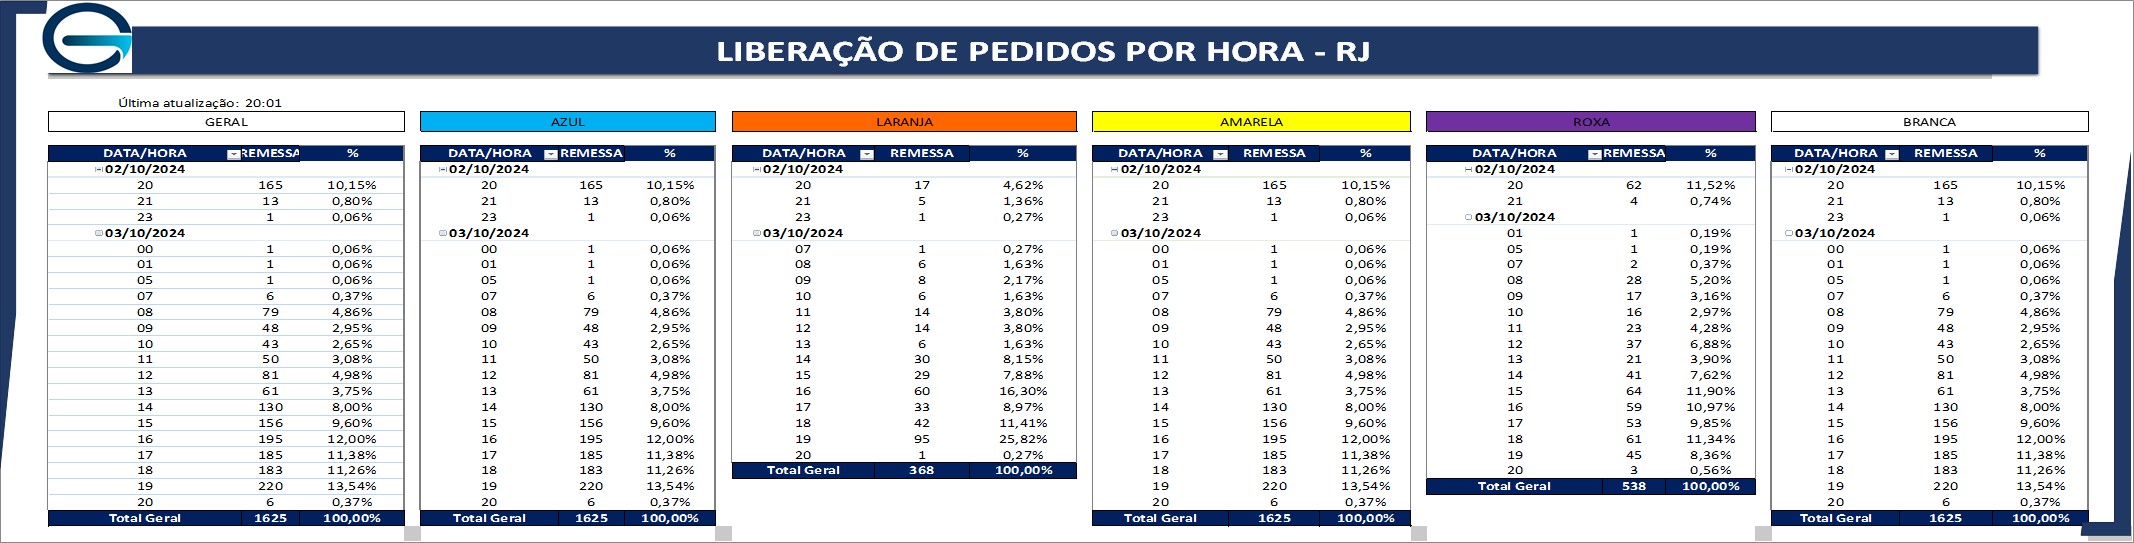 LIBERAÇÃO DE PEDIDOS POR HORA - RJ
Última atualização: 20:01
GERAL
DATA/HORA REMESSA %
02/10/2024
20 165 10,15%
21 13 0,80%
23 1 0,06%
03/10/2024
00 1 0,06%
01 1 0,06%
05 1 0,06%
07 6 0,37%
08 79 4,86%
09 48 2,95%
10 43 2,65%
11 50 3,08%
12 81 4,98%
13 61 3,75%
14 130 8,00%
15 156 9,60%
16 195 12,00%
17 185 11,38%
18 183 11,26%
19 220 13,54%
20 6 0,37%
Total Geral 1625 100,00%
AZUL
DATA/HORA REMESSA %
02/10/2024
20 165 10,15%
21 13 0,80%
23 1 0,06%
03/10/2024
00 1 0,06%
01 1 0,06%
05 1 0,06%
07 6 0,37%
08 79 4,86%
09 48 2,95%
10 43 2,65%
11 50 3,08%
12 81 4,98%
13 61 3,75%
14 130 8,00%
15 156 9,60%
16 195 12,00%
17 185 11,38%
18 183 11,26%
19 220 13,54%
20 6 0,37%
Total Geral 1625 100,00%
LARANJA
DATA/HORA REMESSA %
02/10/2024
20 17 4,62%
21 5 1,36%
23 1 0,27%
03/10/2024
07 1 0,27%
08 6 1,63%
09 8 2,17%
10 6 1,63%
11 14 3,80%
12 14 3,80%
13 6 1,63%
14 30 8,15%
15 29 7,88%
16 60 16,30%
17 33 8,97%
18 42 11,41%
19 95 25,82%
20 1 0,27%
Total Geral 368 100,00%
AMARELA
DATA/HORA REMESSA %
02/10/2024
20 165 10,15%
21 13 0,80%
23 1 0,06%
03/10/2024
00 1 0,06%
01 1 0,06%
05 1 0,06%
07 6 0,37%
08 79 4,86%
09 48 2,95%
10 43 2,65%
11 50 3,08%
12 81 4,98%
13 61 3,75%
14 130 8,00%
15 156 9,60%
16 195 12,00%
17 185 11,38%
18 183 11,26%
19 220 13,54%
20 6 0,37%
Total Geral 1625 100,00%
ROXA
DATA/HORA REMESSA %
02/10/2024
20 62 11,52%
21 4 0,74%
03/10/2024
01 1 0,19%
05 1 0,19%
07 2 0,37%
08 28 5,20%
09 17 3,16%
10 16 2,97%
11 23 4,28%
12 37 6,88%
13 21 3,90%
14 41 7,62%
15 64 11,90%
16 59 10,97%
17 53 9,85%
18 61 11,34%
19 45 8,36%
20 3 0,56%
Total Geral 538 100,00%
BRANCA
DATA/HORA REMESSA %
02/10/2024
20 165 10,15%
21 13 0,80%
23 1 0,06%
03/10/2024
00 1 0,06%
01 1 0,06%
05 1 0,06%
07 6 0,37%
08 79 4,86%
09 48 2,95%
10 43 2,65%
11 50 3,08%
12 81 4,98%
13 61 3,75%
14 130 8,00%
15 156 9,60%
16 195 12,00%
17 185 11,38%
18 183 11,26%
19 220 13,54%
20 6 0,37%
Total Geral 1625 100,00%